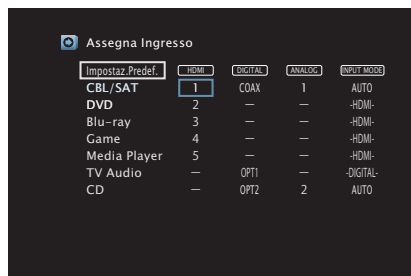 Assegna Ingresso
Impostaz.Predef. HDMI DIGITAL ANALOG INPUT MODE
CBL/SAT 1 COAX 1 AUTO
DVD 2 — — -HDMI-
Blu-ray 3 — — -HDMI-
Game 4 — — -HDMI-
Media Player 5 — — -HDMI-
TV Audio — OPT1 — -DIGITAL-
CD — OPT2 2 AUTO